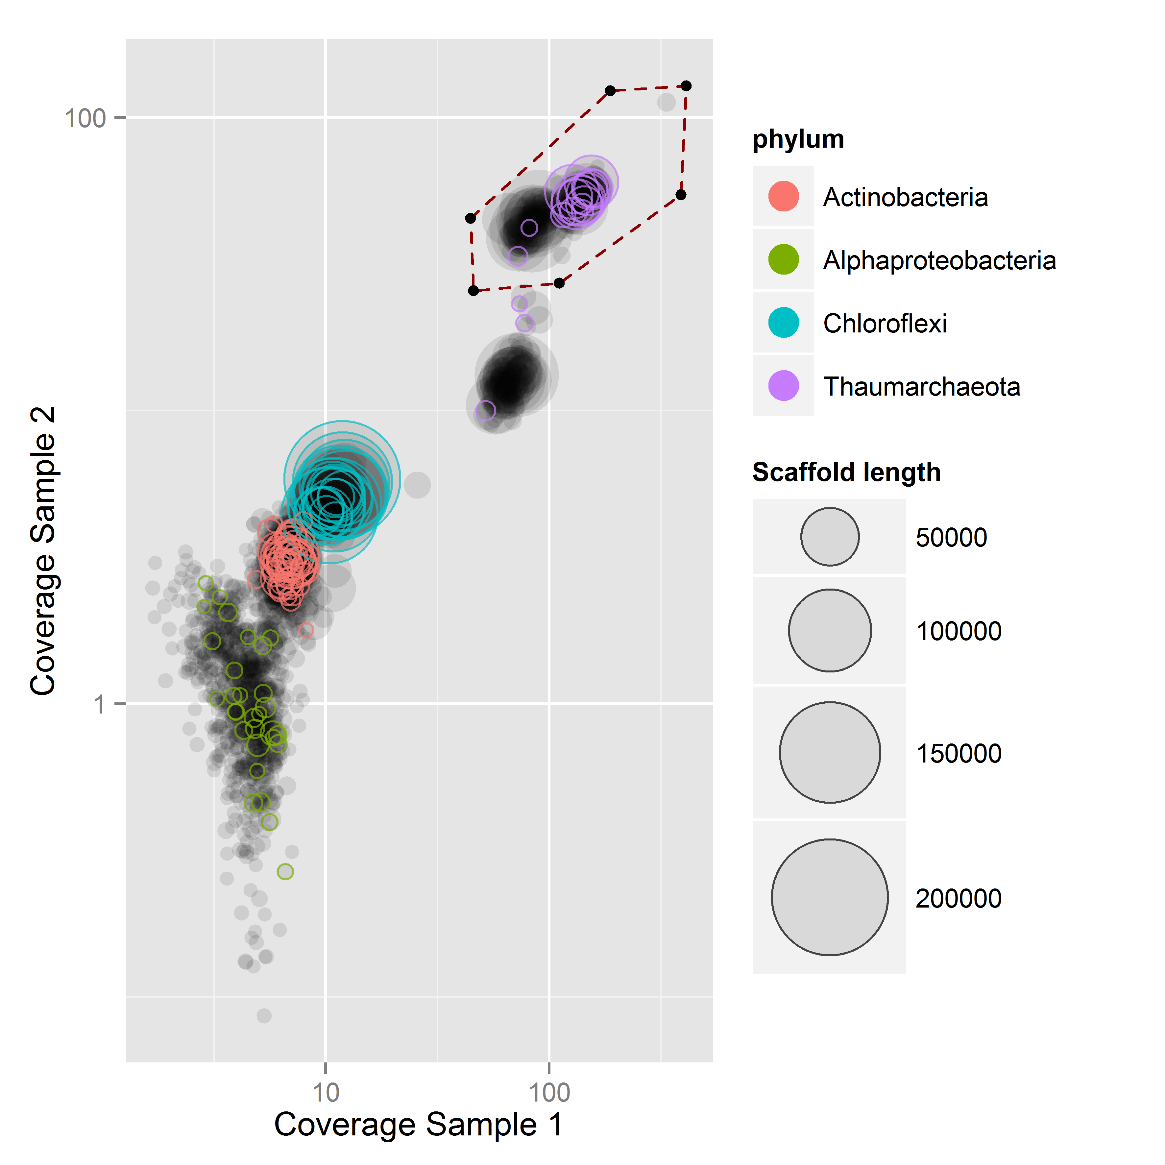 100
1
Coverage Sample 2
10
100
Coverage Sample 1
phylum
Actinobacteria
Alphaproteobacteria
Chloroflexi
Thaumarchaeota
Scaffold length
50000
100000
150000
200000